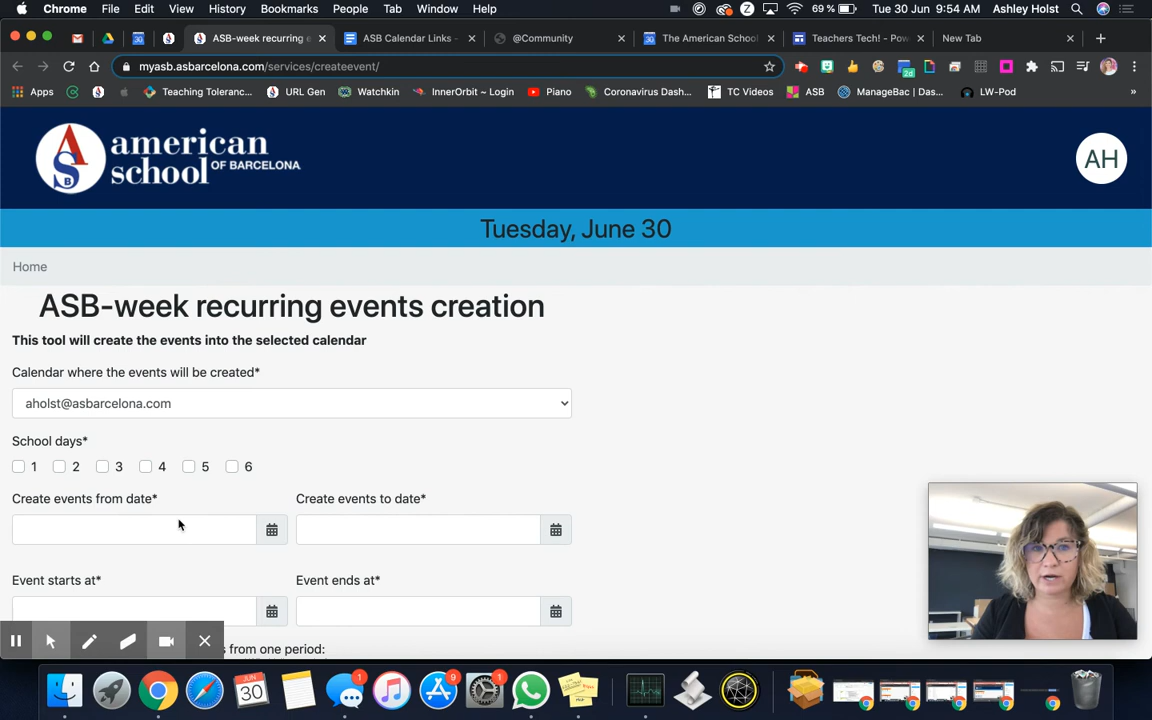 Chrome File Edit View History Bookmarks People Tab Window Help 69 % Tue 30 Jun 9:54 AM Ashley Holst
ASB-week recurring e ASB Calendar Links - @Community The American School Teachers Tech! - Pow New Tab
myasb.asbarcelona.com/services/createevent/
Apps Teaching Toleranc... URL Gen Watchkin InnerOrbit ~ Login Piano Coronavirus Dash... TC Videos ASB ManageBac | Das... LW-Pod »
american
school OF BARCELONA
AH
Tuesday, June 30
Home
ASB-week recurring events creation
This tool will create the events into the selected calendar
Calendar where the events will be created*
aholst@asbarcelona.com
School days*
1 2 3 4 5 6
Create events from date* Create events to date*
Event starts at* Event ends at*
from one period:
JUN
30
1 9 1